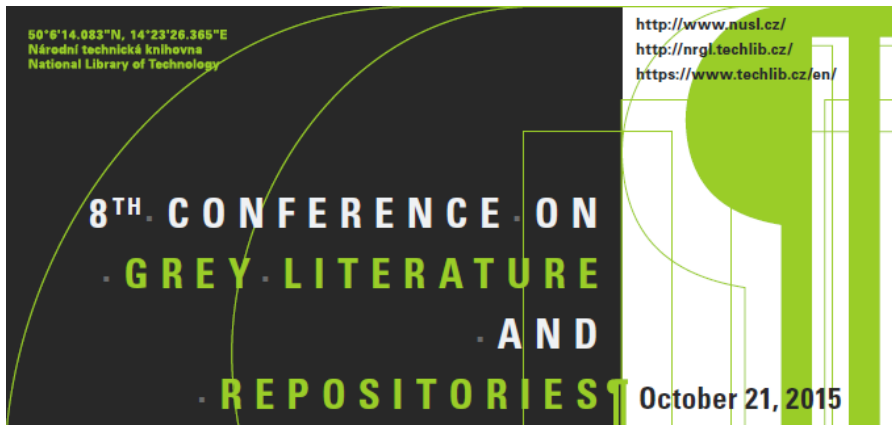 50°6'14.083"N, 14°23'26.365"E
Národní technická knihovna
National Library of Technology
http://www.nusl.cz/
http://nrgl.techlib.cz/
https://www.techlib.cz/en/
8TH·CONFERENCE·ON
·GREY·LITERATURE
·AND
·REPOSITORIES¶
October 21, 2015